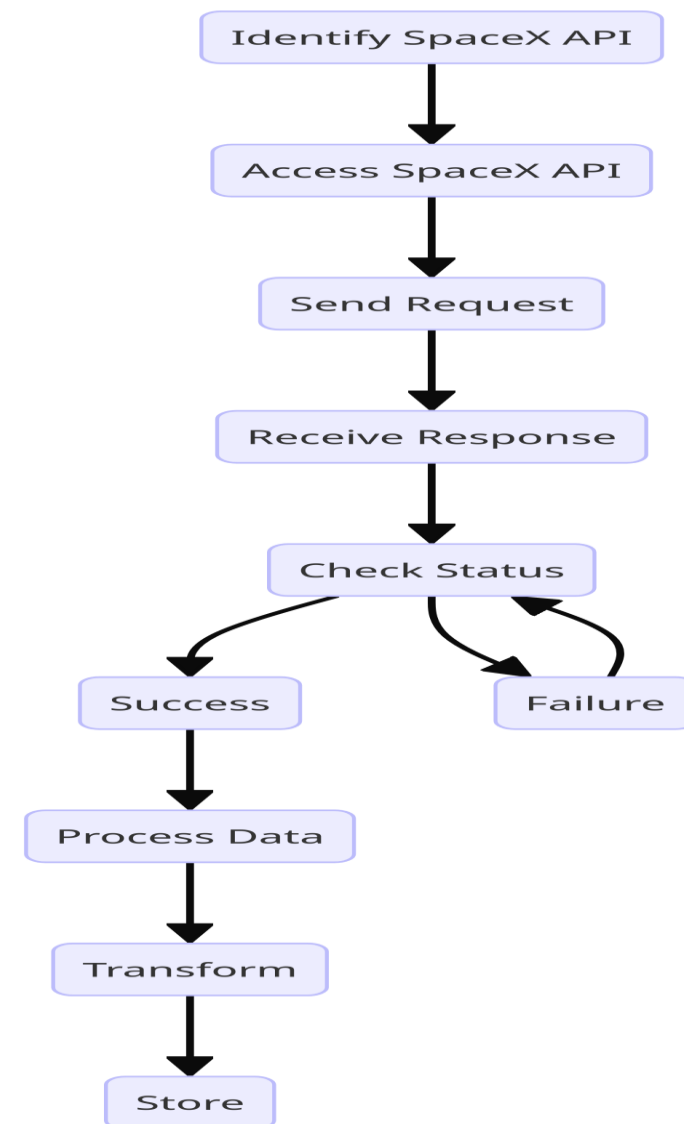 Identify SpaceX API
Access SpaceX API
Send Request
Receive Response
Check Status
Success
Failure
Process Data
Transform
Store